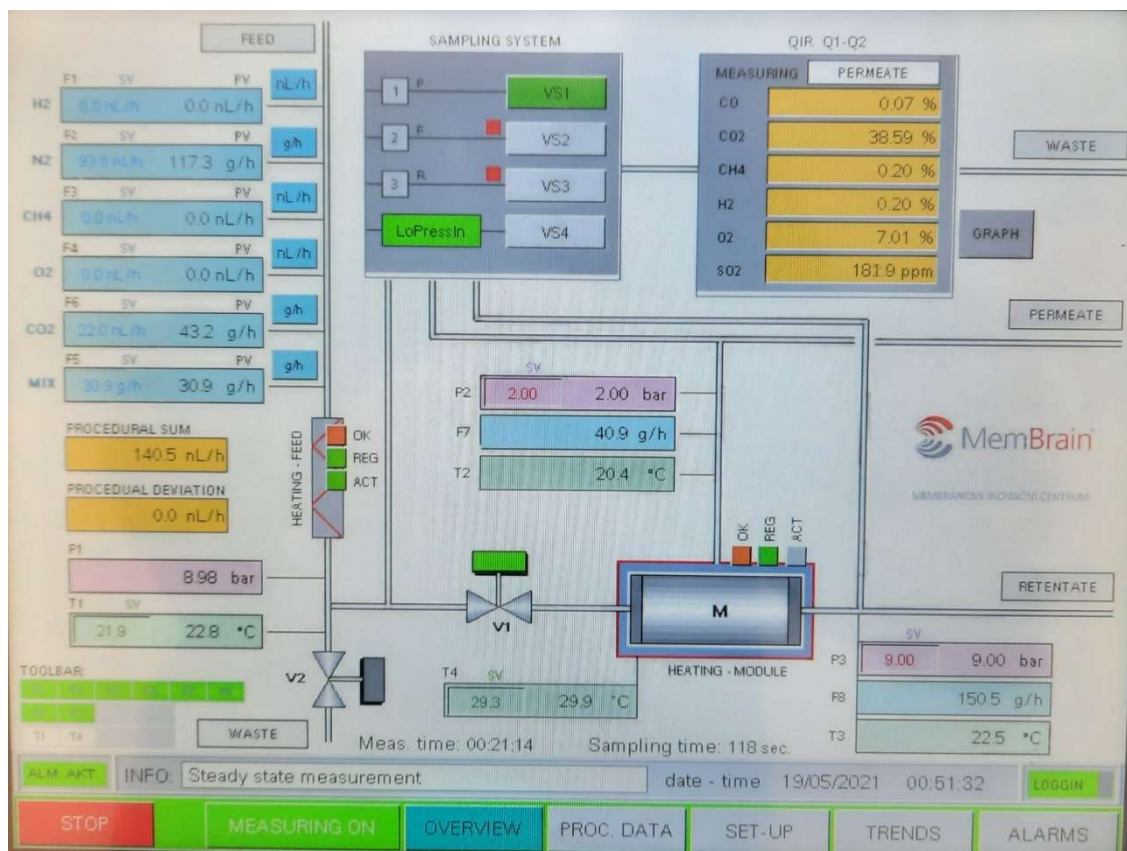 FEED
F1 SV PV nL/h
H2 0.0 nL/h 0.0 nL/h
F2 SV PV g/h
N2 117.3 g/h
F3 SV PV nL/h
CH4 0.0 nL/h 0.0 nL/h
F4 SV PV nL/h
O2 0.0 nL/h 0.0 nL/h
F6 SV PV g/h
CO2 22.0 nL/h 43.2 g/h
F5 SV PV g/h
MIX 30.9 g/h 30.9 g/h
PROCEDURAL SUM
140.5 nL/h
PROCEDUAL DEVIATION
0.0 nL/h
P1
8.98 bar
T1 SV
21.9 22.8 °C
HEATING - FEED
OK
REG
ACT
V2
WASTE
TOOLBAR:
T1 T4
SAMPLING SYSTEM
1 P VS1
2 F VS2
3 R VS3
LoPressIn VS4
QIR Q1-Q2
MEASURING PERMEATE
CO 0.07 %
CO2 38.59 %
CH4 0.20 %
H2 0.20 %
O2 7.01 %
SO2 181.9 ppm
WASTE
GRAPH
PERMEATE
SV
P2 2.00 2.00 bar
F7 40.9 g/h
T2 20.4 °C
MemBrain
MEMBRÁNOVÉ INOVAČNÍ CENTRUM
OK REG ACT
RETENTATE
V1
M
HEATING - MODULE
T4 SV
29.3 29.9 °C
SV
P3 9.00 9.00 bar
F8 150.5 g/h
T3 22.5 °C
Meas. time: 00:21:14 Sampling time: 118 sec.
ALM. AKT. INFO: Steady state measurement date - time 19/05/2021 00:51:32 LOGGIN
STOP MEASURING ON OVERVIEW PROC. DATA SET-UP TRENDS ALARMS